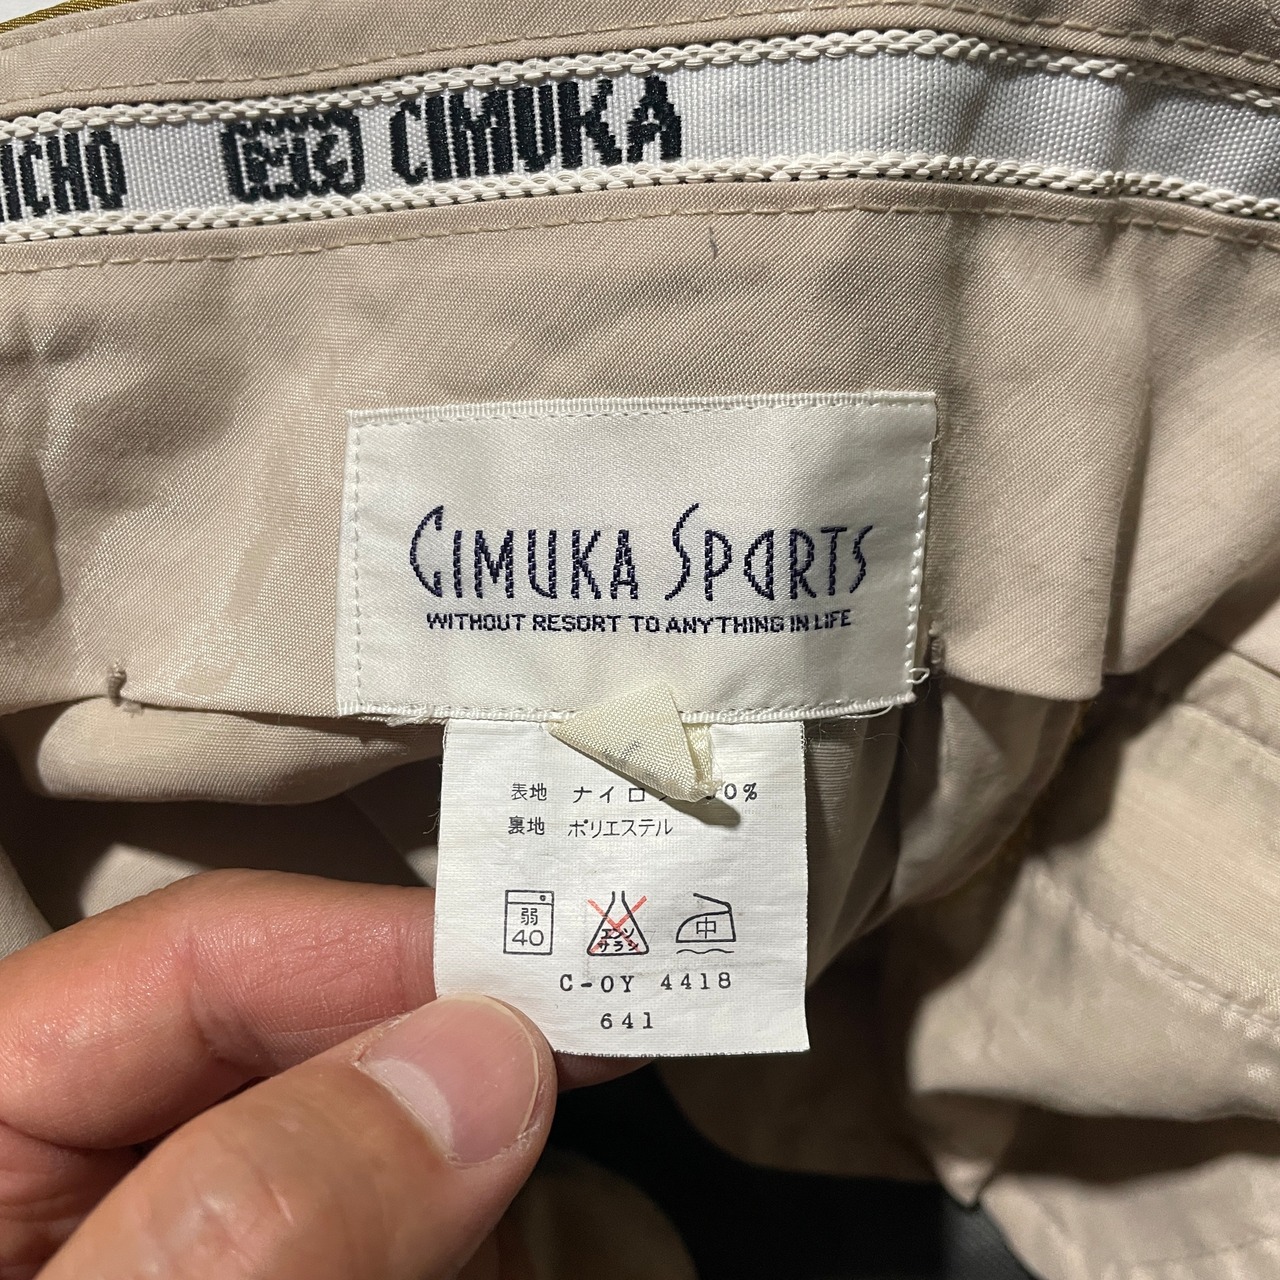 CIMUKA
CIMUKA SPORTS
WITHOUT RESORT TO ANYTHING IN LIFE
表地
裏地 ポリエステル
弱
40
エンソ
サラシ
中
C-OY 4418
641